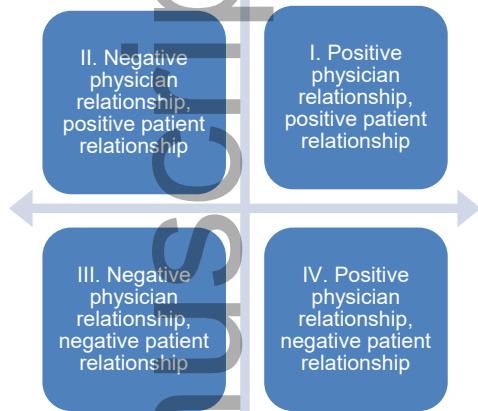 II. Negative
physician
relationship,
positive patient
relationship
I. Positive
physician
relationship,
positive patient
relationship
III. Negative
physician
relationship,
negative patient
relationship
IV. Positive
physician
relationship,
negative patient
relationship